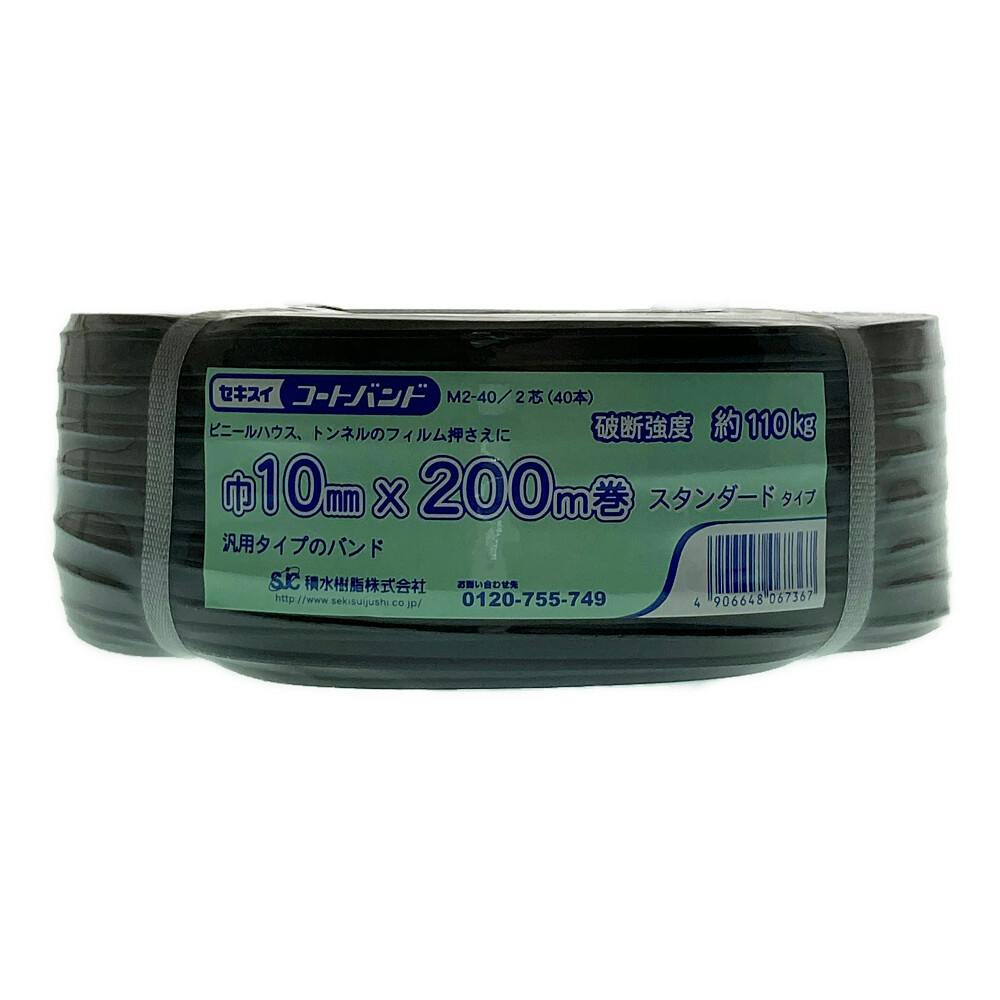 セキスイ コートバンド M2-40／2芯(40本)
ビニールハウス、トンネルのフィルム押さえに 破断強度 約110kg
巾10mm×200m巻 スタンダード タイプ
汎用タイプのバンド
SJC 積水樹脂株式会社 お問い合わせ先
http://www.sekisuijushi.co.jp/ 0120-755-749
4 906648 067367